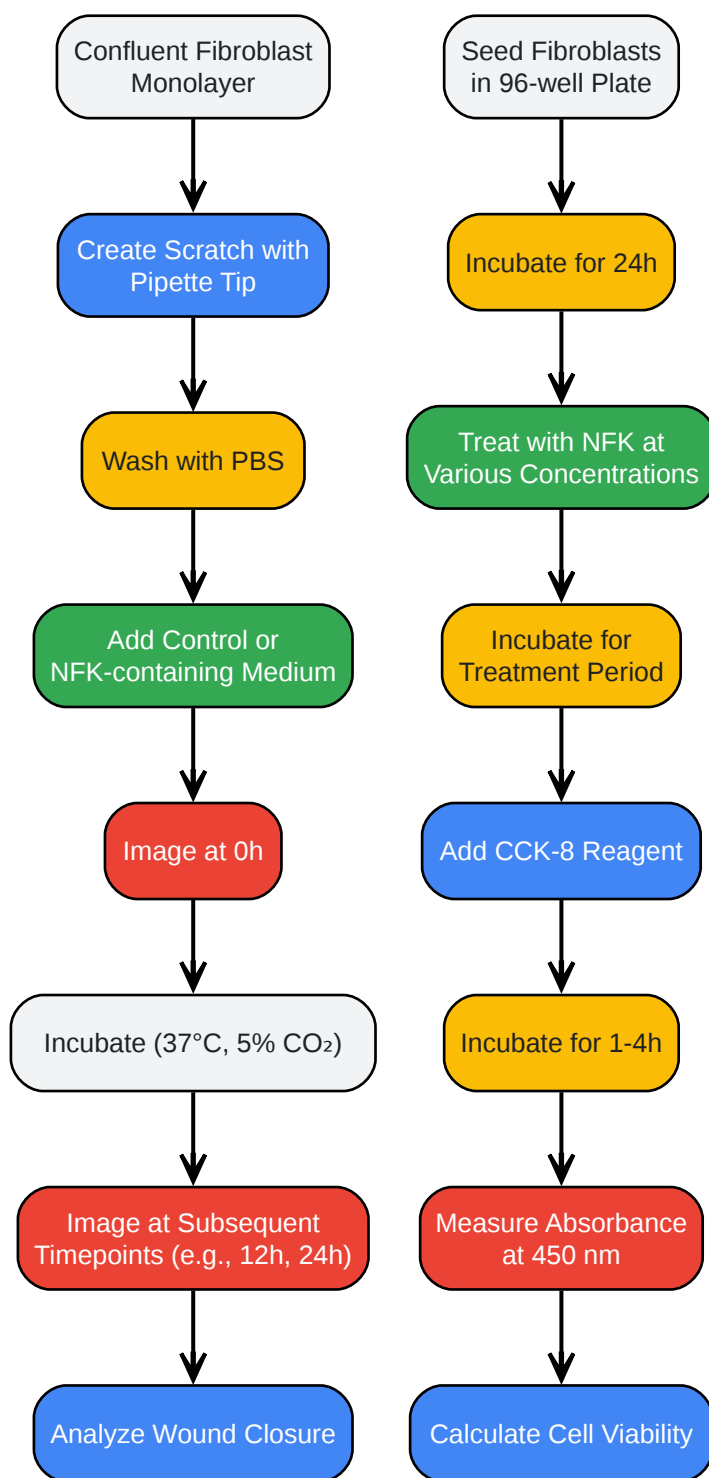 Confluent Fibroblast
Monolayer
Create Scratch with
Pipette Tip
Wash with PBS
Add Control or
NFK-containing Medium
Image at 0h
Incubate (37°C, 5% CO₂)
Image at Subsequent
Timepoints (e.g., 12h, 24h)
Analyze Wound Closure
Seed Fibroblasts
in 96-well Plate
Incubate for 24h
Treat with NFK at
Various Concentrations
Incubate for
Treatment Period
Add CCK-8 Reagent
Incubate for 1-4h
Measure Absorbance
at 450 nm
Calculate Cell Viability